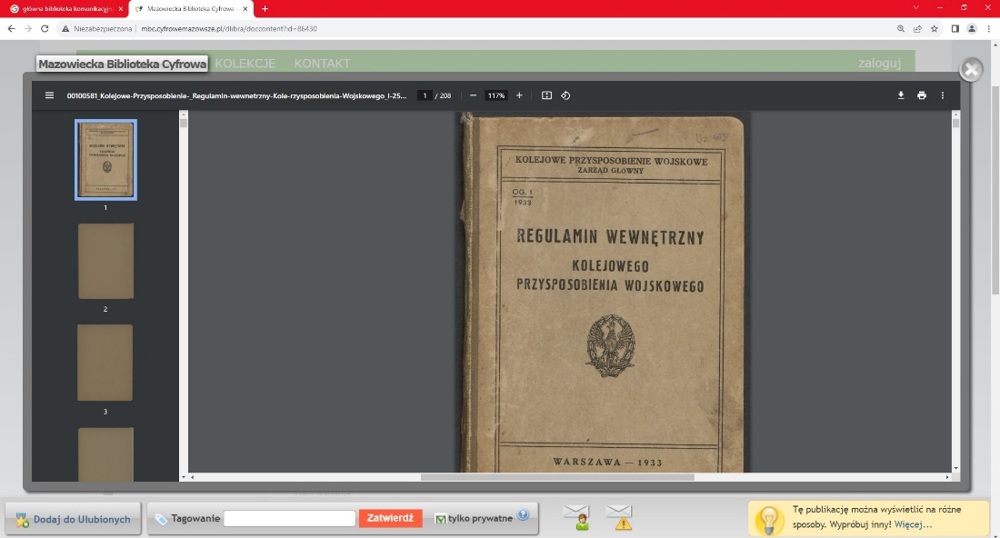 główna biblioteka komunikacyjn
Mazowiecka Biblioteka Cyfrowa -
Niezabezpieczona | mbc.cyfrowemazowsze.pl/dlibra/doccontent?id=86430
Mazowiecka Biblioteka Cyfrowa KOLEKCJE KONTAKT zaloguj
00100581_Kolejowe-Przysposobienie-_Regulamin-wewnetrzny-Kole-rzysposobienia-Wojskowego_I-25... 1 / 208 117%
KOLEJOWE PRZYSPOSOBIENIE WOJSKOWE
ZARZĄD GŁÓWNY
OG. 1
1933
REGULAMIN WEWNĘTRZNY
KOLEJOWEGO
PRZYSPOSOBIENIA WOJSKOWEGO
WARSZAWA — 1933
1
2
3
Dodaj do Ulubionych
Tagowanie
Zatwierdź
tylko prywatne
Tę publikację można wyświetlić na różne
sposoby. Wypróbuj inny! Więcej...